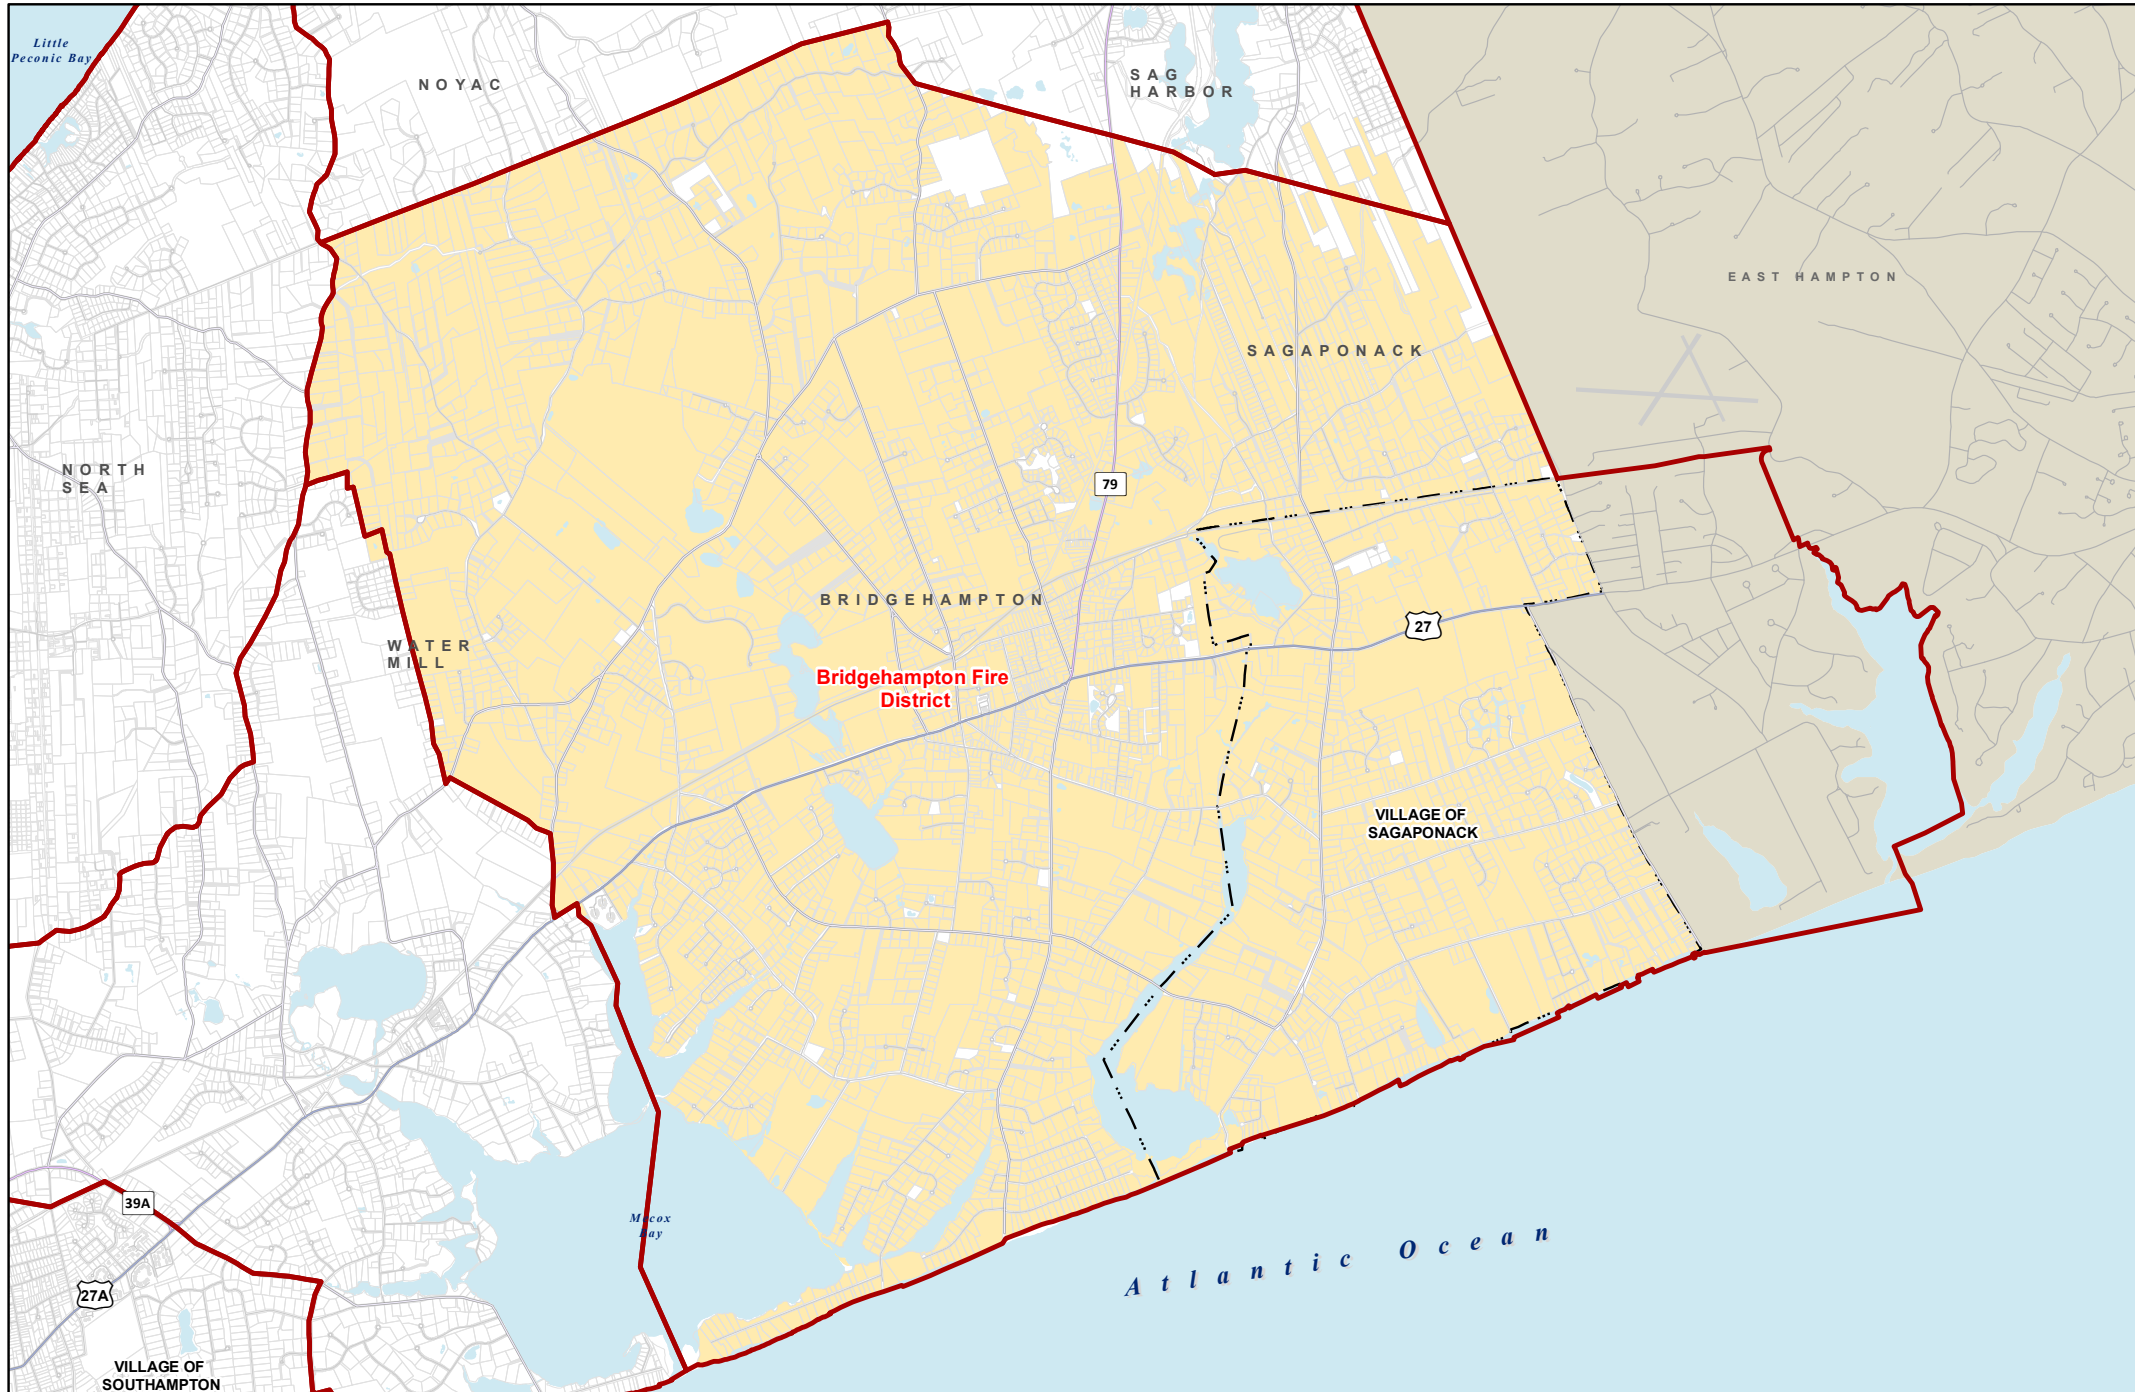 Little
Peconic Bay
NOYAC
SAG
HARBOR
EAST HAMPTON
SAGAPONACK
NORTH
SEA
79
BRIDGEHAMPTON
27
WATER
MILL
Bridgehampton Fire
District
VILLAGE OF
SAGAPONACK
39A
Mecox
Bay
Atlantic Ocean
27A
VILLAGE OF
SOUTHAMPTON